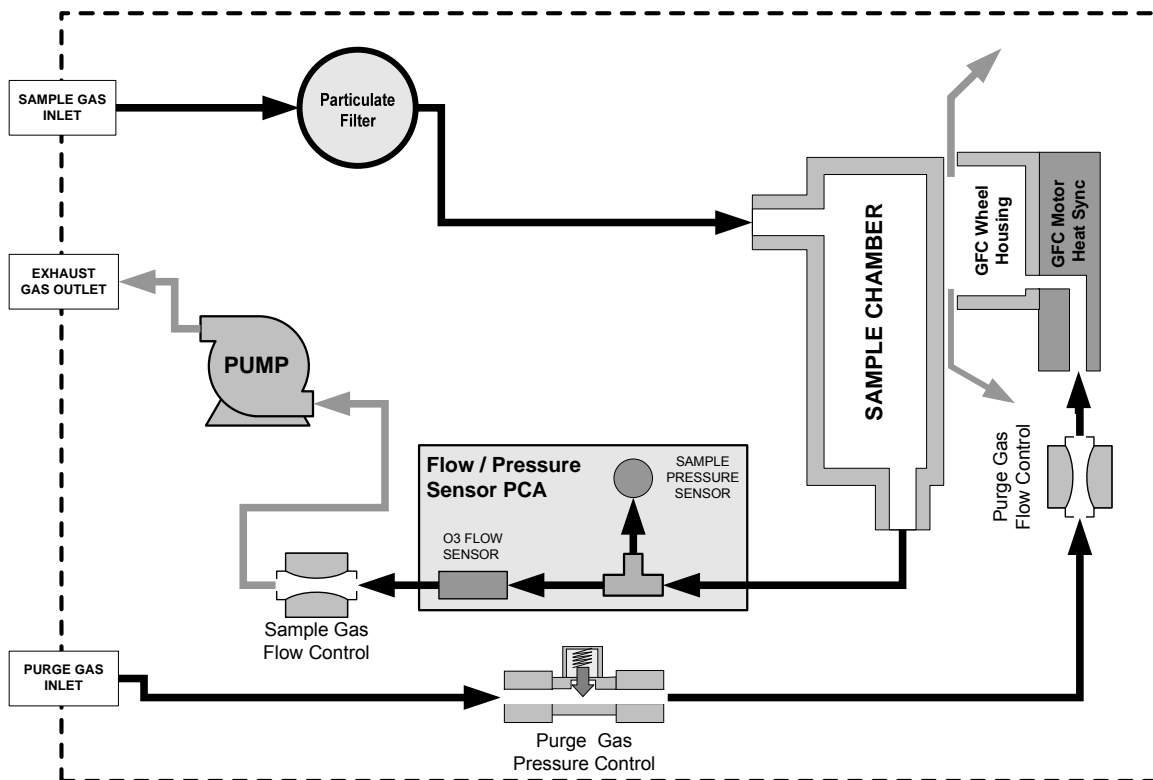 SAMPLE GAS
INLET
Particulate
Filter
EXHAUST
GAS OUTLET
PUMP
SAMPLE CHAMBER
GFC Wheel
Housing
GFC Motor
Heat Sync
Flow / Pressure
Sensor PCA
SAMPLE
PRESSURE
SENSOR
O3 FLOW
SENSOR
Purge Gas
Flow Control
Sample Gas
Flow Control
PURGE GAS
INLET
Purge Gas
Pressure Control